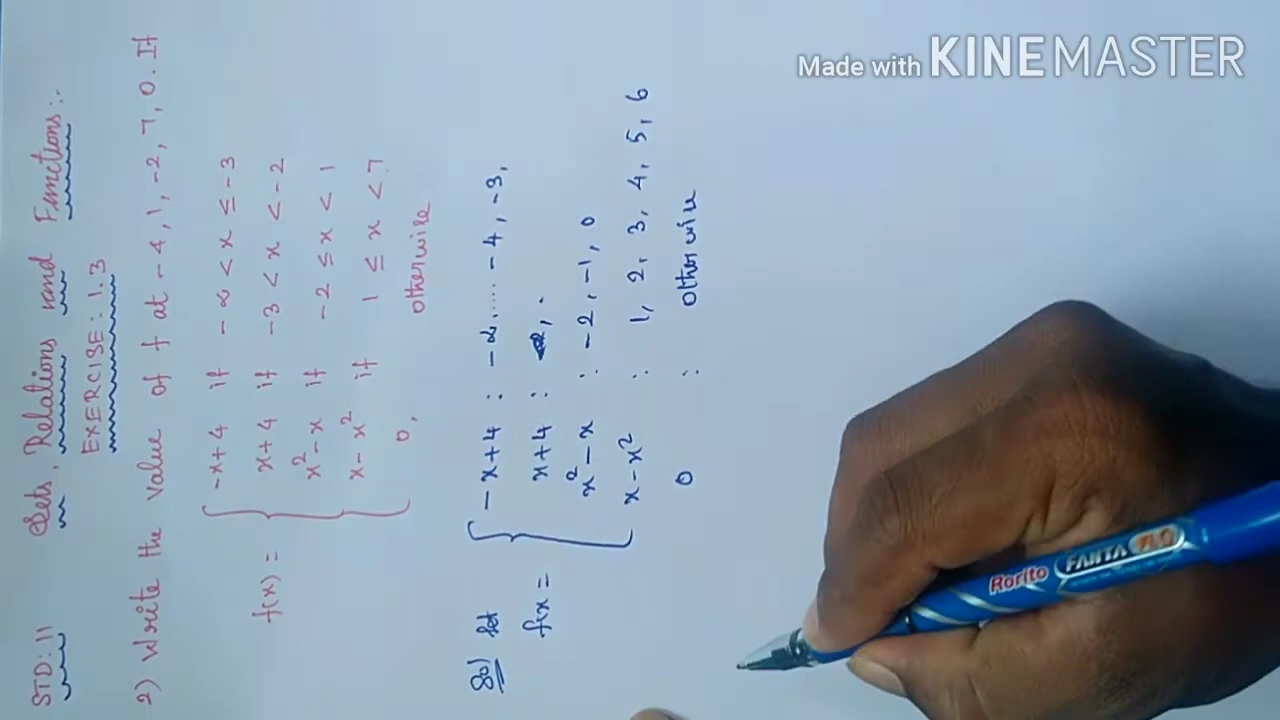 STD: 11 Sets, Relations and Functions:-
EXERCISE: 1.3
2) Write the value of f at -4, 1, -2, 7, 0. If
-x+4 if -∞ < x ≤ -3
x+4 if -3 < x < -2
f(x) = x²-x if -2 ≤ x < 1
x-x² if 1 ≤ x < 7
0, otherwise
Sol let
-x+4 : -∞, .... -4, -3,
f(x = x+4 :
x²-x : -2, -1, 0
x-x² : 1, 2, 3, 4, 5, 6
0 : otherwise
Made with KINEMASTER
Rorito FANTA